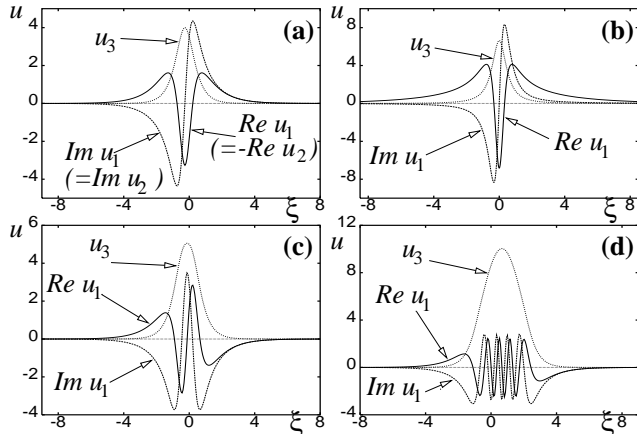 u
4
2
0
-2
-4
u₃
(a)
Im u₁
(=Im u₂)
Re u₁
(=-Re u₂)
-8 -4 0 4 8
ξ
u
8
4
0
-4
-8
u₃
(b)
Im u₁
Re u₁
-8 -4 0 4 8
ξ
u
6
4
2
0
-2
-4
u₃
(c)
Re u₁
Im u₁
-8 -4 0 4 8
ξ
u
12
8
4
0
-4
u₃
(d)
Re u₁
Im u₁
-8 -4 0 4 8
ξ